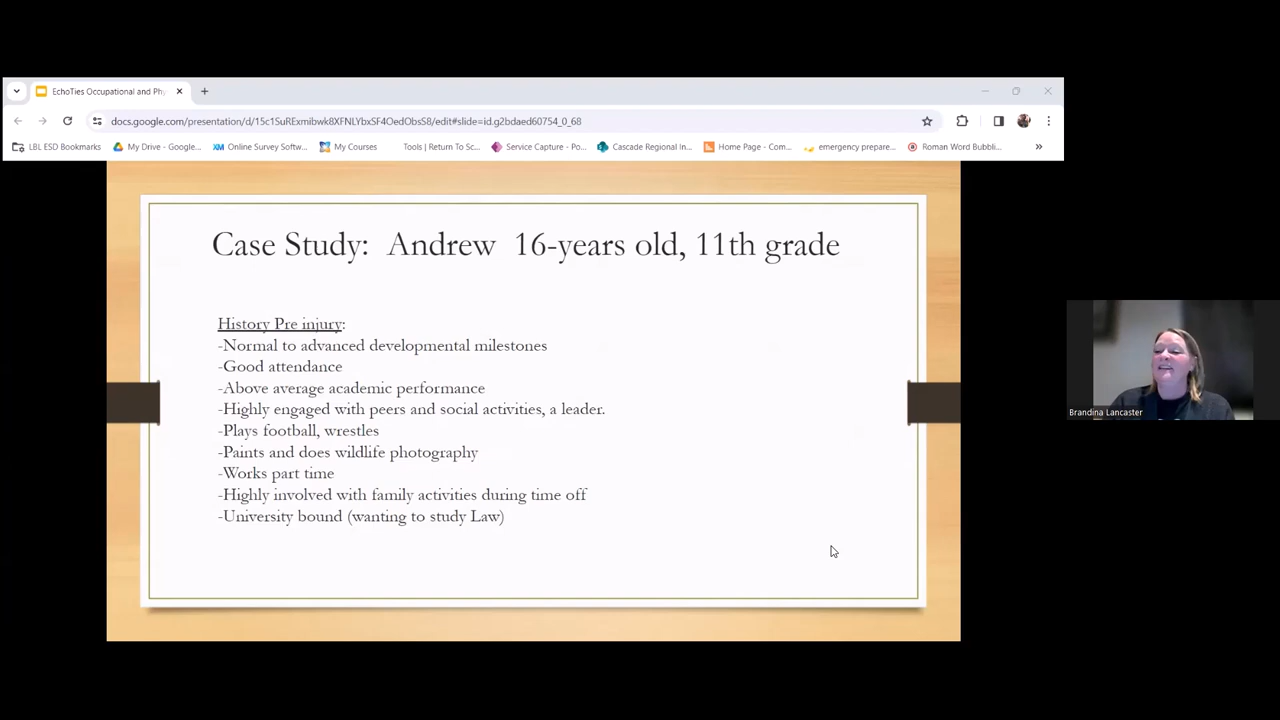 EchoTies Occupational and Phy
docs.google.com/presentation/d/15c1SuRExmibwk8XFNLYbxSF4OedObsS8/edit#slide=id.g2bdaed60754_0_68
LBL ESD Bookmarks My Drive - Google... Online Survey Softw... My Courses Tools | Return To Sc... Service Capture - Po... Cascade Regional In... Home Page - Com... emergency prepare... Roman Word Bubbli... »
Case Study: Andrew 16-years old, 11th grade
History Pre injury:
-Normal to advanced developmental milestones
-Good attendance
-Above average academic performance
-Highly engaged with peers and social activities, a leader.
-Plays football, wrestles
-Paints and does wildlife photography
-Works part time
-Highly involved with family activities during time off
-University bound (wanting to study Law)
Brandina Lancaster